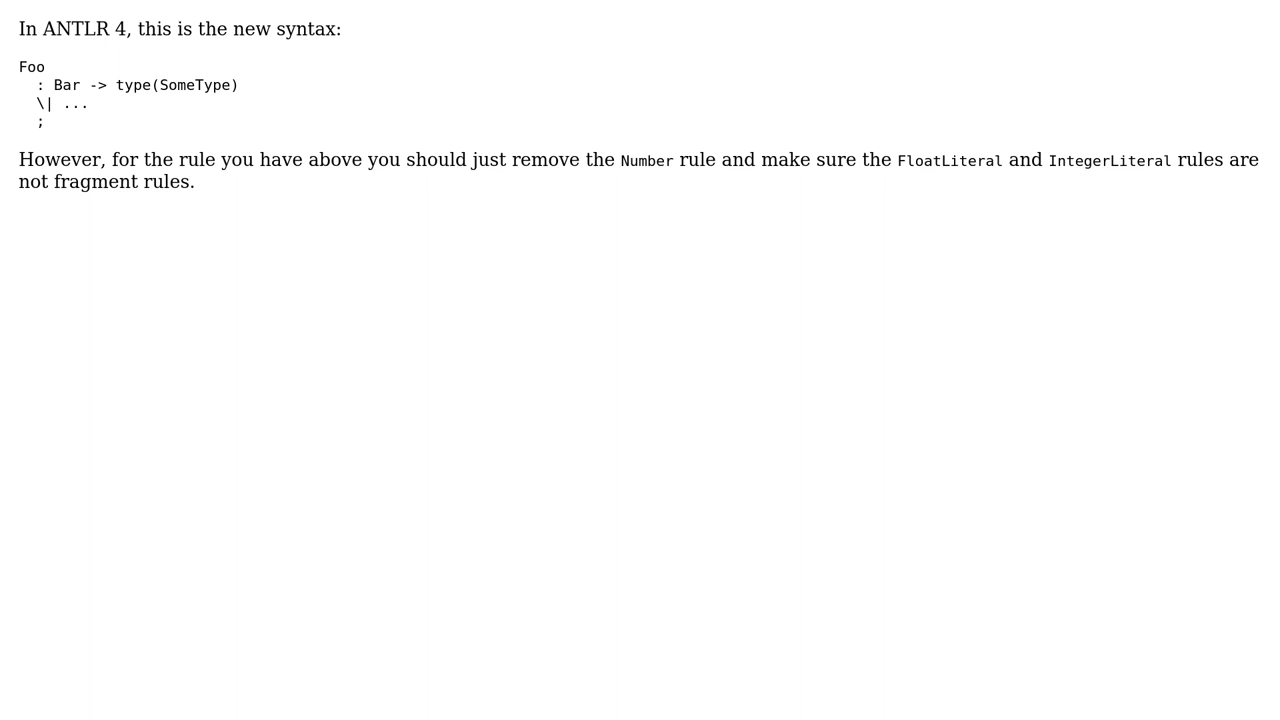 In ANTLR 4, this is the new syntax:
Foo
  : Bar -> type(SomeType)
  \| ...
  ;
However, for the rule you have above you should just remove the Number rule and make sure the FloatLiteral and IntegerLiteral rules are
not fragment rules.